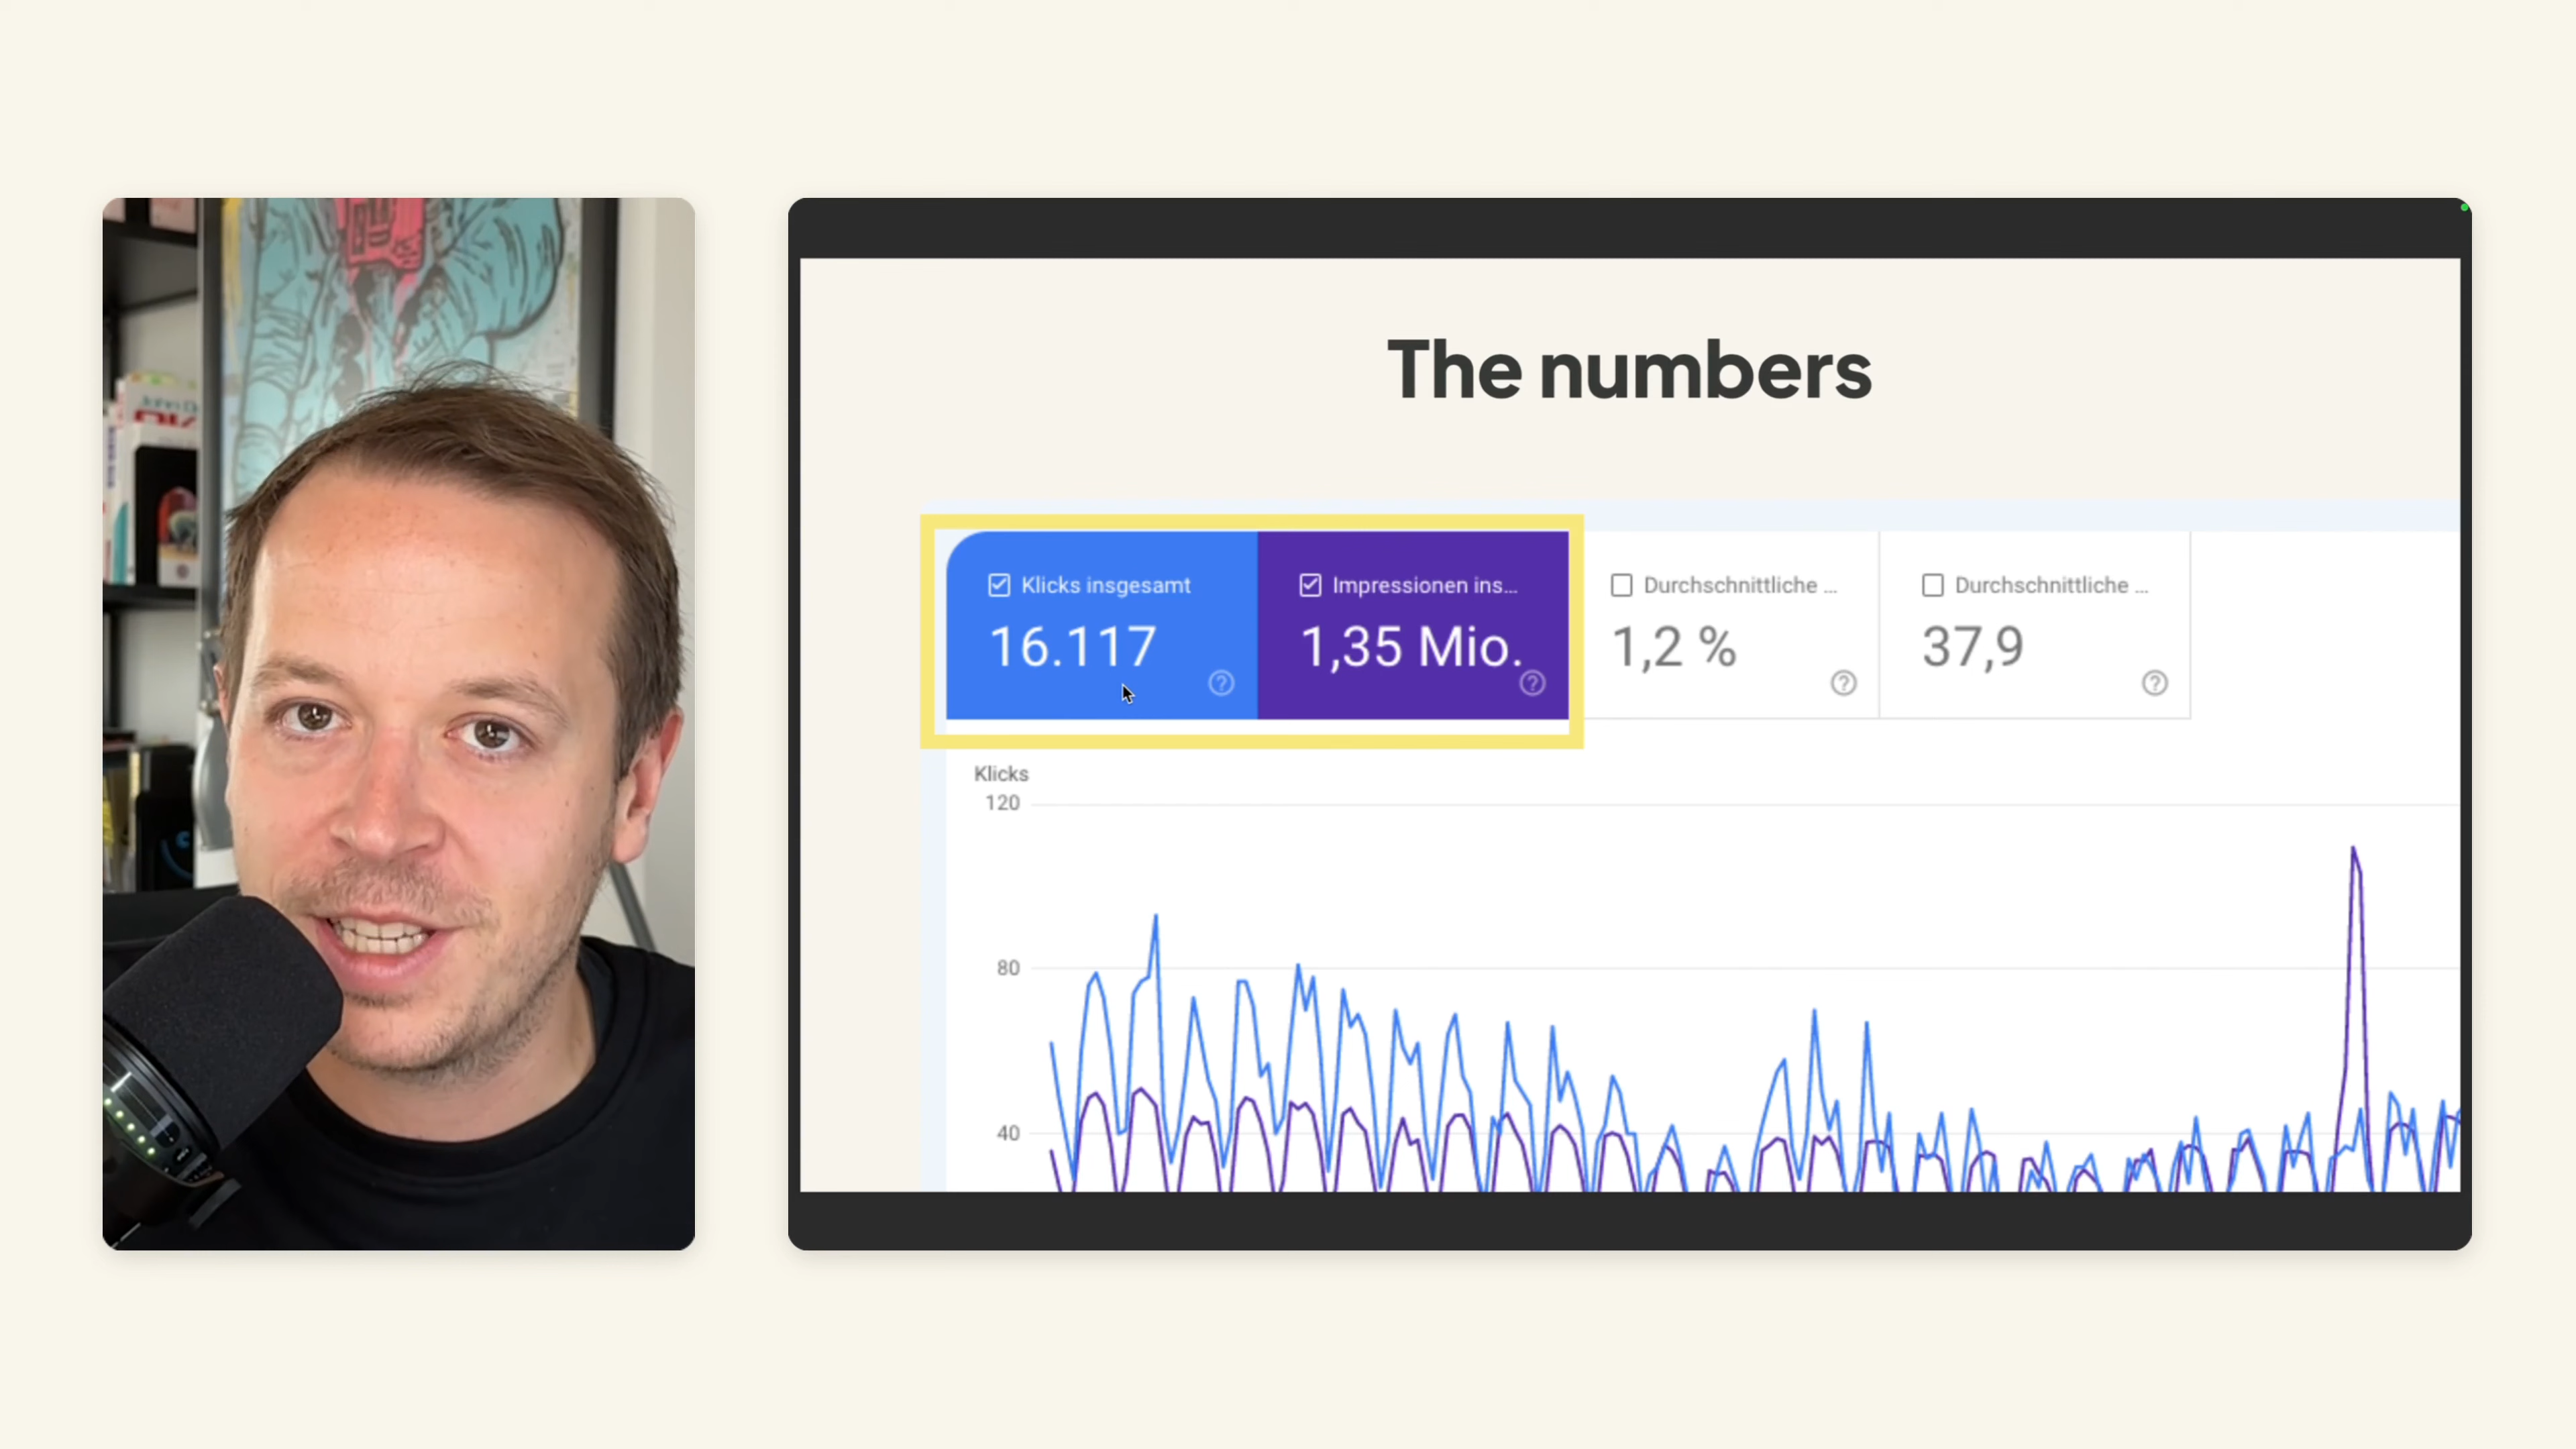 The numbers
Klicks insgesamt
16.117
Impressionen ins...
1,35 Mio.
Durchschnittliche ...
1,2 %
Durchschnittliche ...
37,9
Klicks
120
80
40